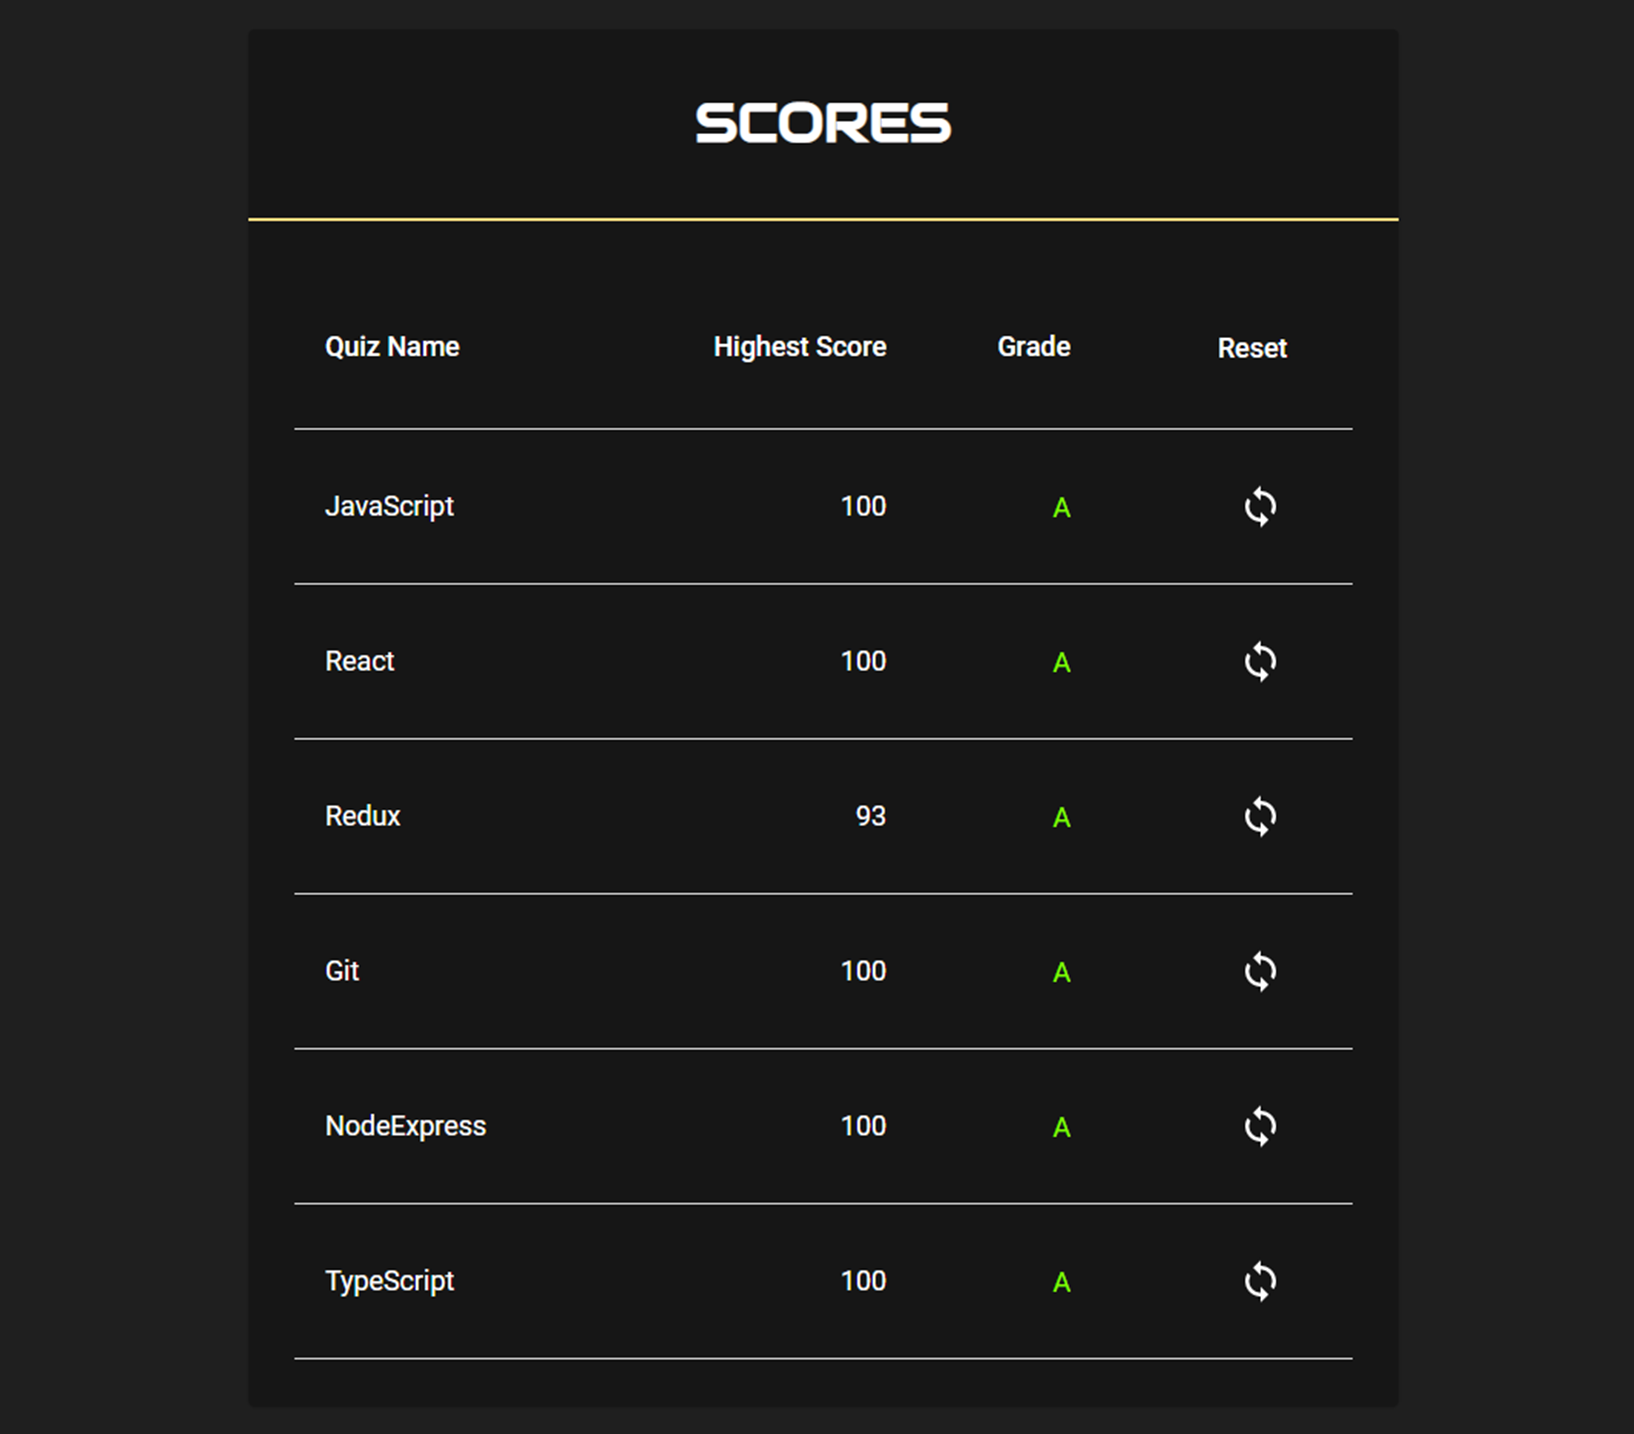 SCORES
Quiz Name Highest Score Grade Reset
JavaScript 100 A
React 100 A
Redux 93 A
Git 100 A
NodeExpress 100 A
TypeScript 100 A